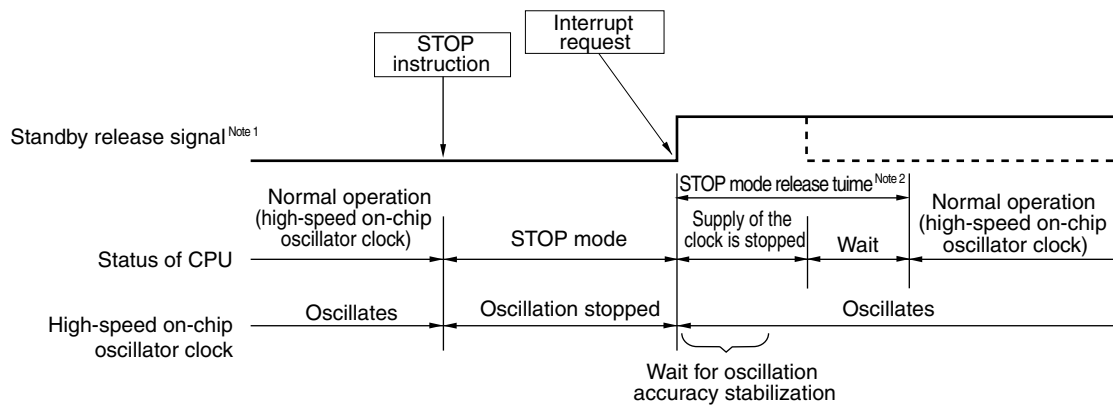 STOP
instruction
Interrupt
request
Standby release signal Note 1
STOP mode release tuime Note 2
Normal operation
(high-speed on-chip
oscillator clock)
STOP mode
Supply of the
clock is stopped
Wait
Normal operation
(high-speed on-chip
oscillator clock)
Status of CPU
Oscillates
Oscillation stopped
Oscillates
High-speed on-chip
oscillator clock
Wait for oscillation
accuracy stabilization